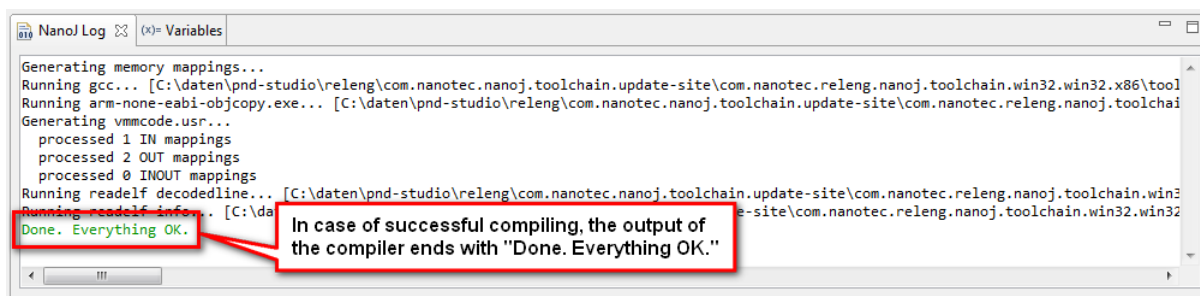 NanoJ Log (x)= Variables
Generating memory mappings...
Running gcc... [C:\daten\pnd-studio\releng\com.nanotec.nanoj.toolchain.update-site\com.nanotec.releng.nanoj.toolchain.win32.win32.x86\tool
Running arm-none-eabi-objcopy.exe... [C:\daten\pnd-studio\releng\com.nanotec.nanoj.toolchain.update-site\com.nanotec.releng.nanoj.toolchai
Generating vmmcode.usr...
processed 1 IN mappings
processed 2 OUT mappings
processed 0 INOUT mappings
Running readelf decodedline... [C:\daten\pnd-studio\releng\com.nanotec.nanoj.toolchain.update-site\com.nanotec.releng.nanoj.toolchain.win3
Running readelf info... [C:\da e-site\com.nanotec.releng.nanoj.toolchain.win32.win32
Done. Everything OK.
In case of successful compiling, the output of
the compiler ends with "Done. Everything OK."